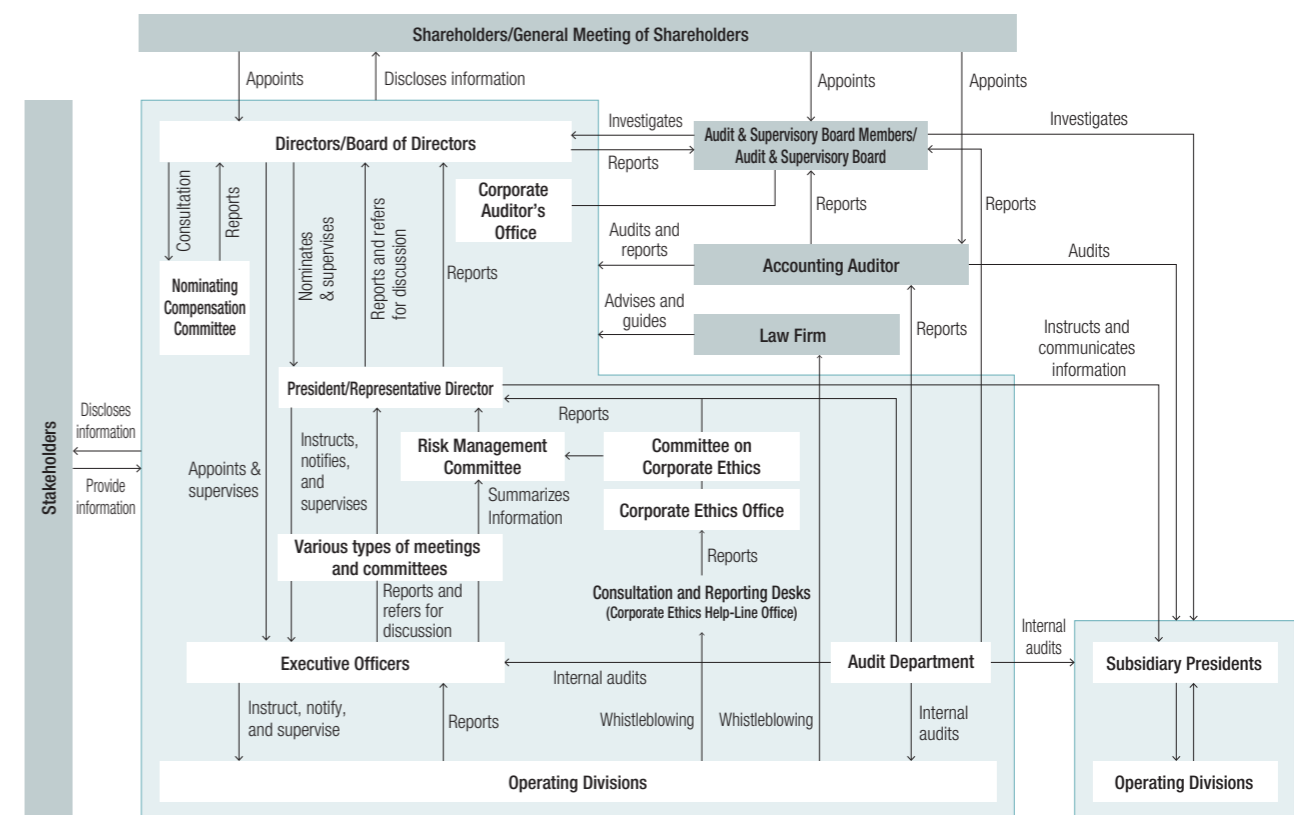 Shareholders/General Meeting of Shareholders
Appoints
Discloses information
Appoints
Appoints
Stakeholders
Discloses
information
Provide
information
Directors/Board of Directors
Investigates
Reports
Audit & Supervisory Board Members/
Audit & Supervisory Board
Investigates
Consultation
Reports
Nominates
& supervises
Reports and refers
for discussion
Reports
Corporate
Auditor's
Office
Reports
Reports
Nominating
Compensation
Committee
Audits and
reports
Accounting Auditor
Audits
Advises and
guides
Law Firm
Reports
Instructs and
communicates
information
President/Representative Director
Reports
Appoints &
supervises
Instructs,
notifies,
and
supervises
Risk Management
Committee
Committee on
Corporate Ethics
Summarizes
Information
Corporate Ethics Office
Various types of meetings
and committees
Reports
Reports and
refers for
discussion
Consultation and Reporting Desks
(Corporate Ethics Help-Line Office)
Executive Officers
Internal audits
Audit Department
Internal
audits
Subsidiary Presidents
Instruct, notify,
and supervise
Reports
Whistleblowing
Whistleblowing
Internal
audits
Operating Divisions
Operating Divisions